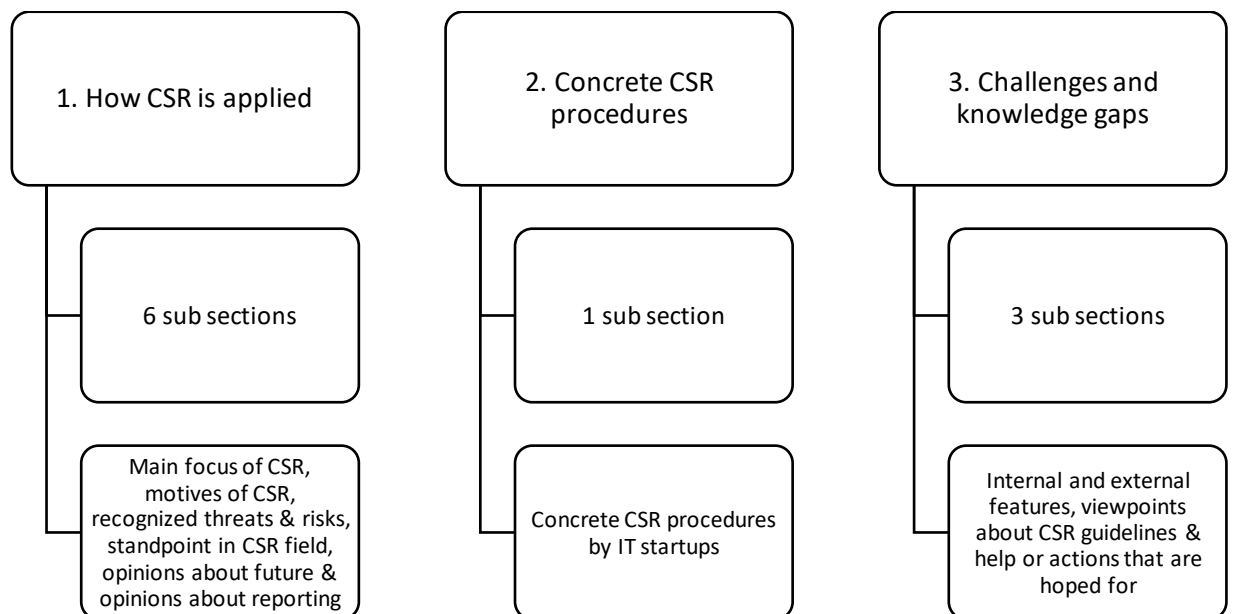 1. How CSR is applied
6 sub sections
Main focus of CSR,
motives of CSR,
recognized threats & risks,
standpoint in CSR field,
opinions about future &
opinions about reporting
2. Concrete CSR
procedures
1 sub section
Concrete CSR procedures
by IT startups
3. Challenges and
knowledge gaps
3 sub sections
Internal and external
features, viewpoints
about CSR guidelines &
help or actions that are
hoped for